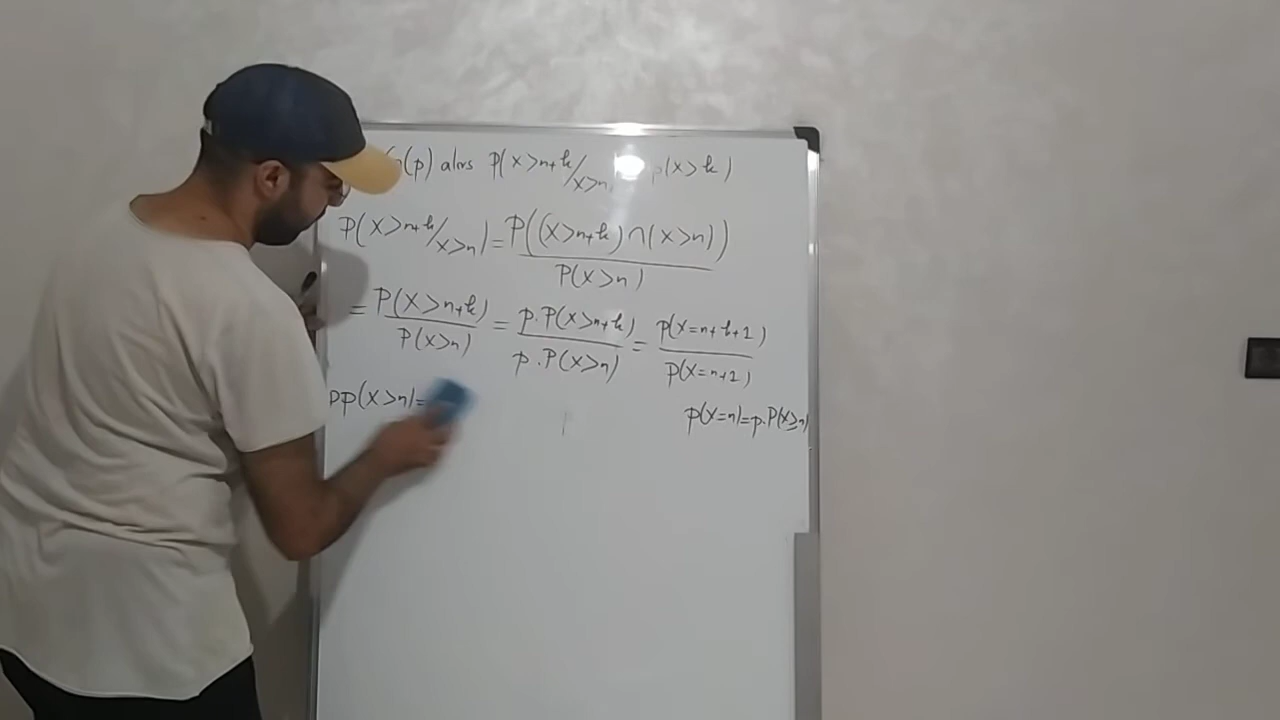 (p) alors P(X>n+k/X>n) p(X>k)
P(X>n+k/X>n)=P((X>n+k)∩(X>n))/P(X>n)
=P(X>n+k)/P(X>n) = p.P(X>n+k)/p.P(X>n) = p(X=n+k+1)/p(X=n+1)
pp(X>n)=
p(X=n)=p.P(X≥n)